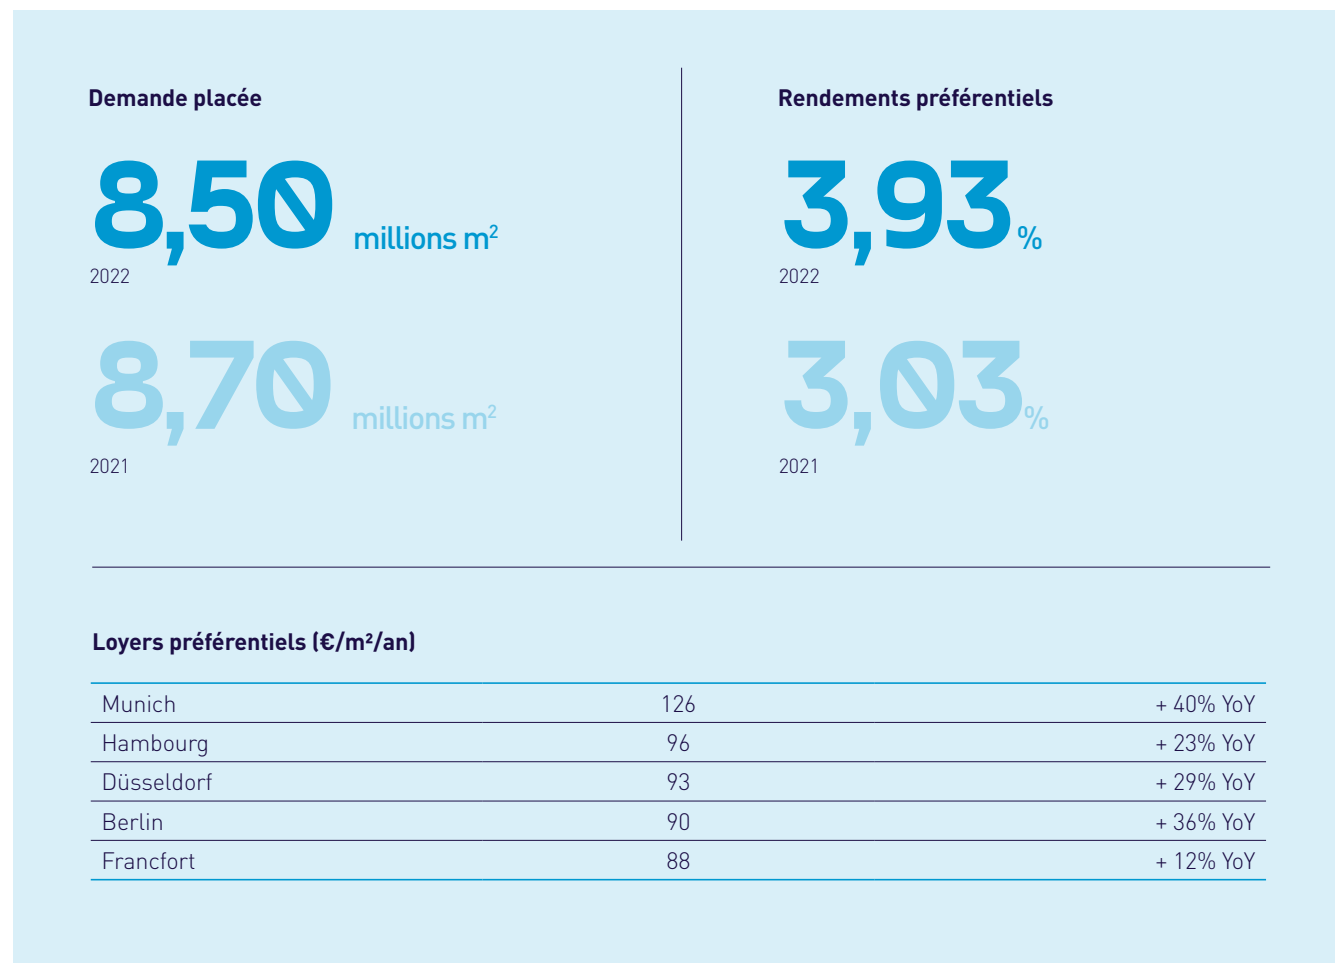 Demande placée
8,50 millions m²
2022
8,70 millions m²
2021
Rendements préférentiels
3,93 %
2022
3,03 %
2021
Loyers préférentiels (€/m²/an)
Munich 126 + 40% YoY
Hambourg 96 + 23% YoY
Düsseldorf 93 + 29% YoY
Berlin 90 + 36% YoY
Francfort 88 + 12% YoY